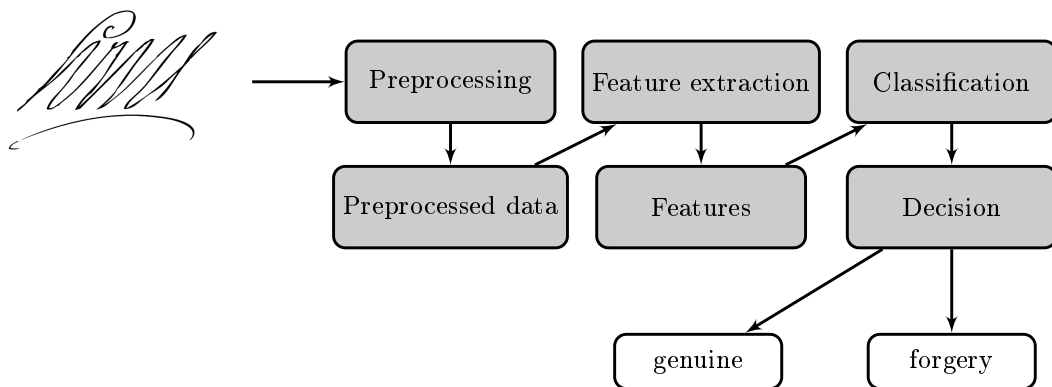 Preprocessing
Feature extraction
Classification
Preprocessed data
Features
Decision
genuine
forgery